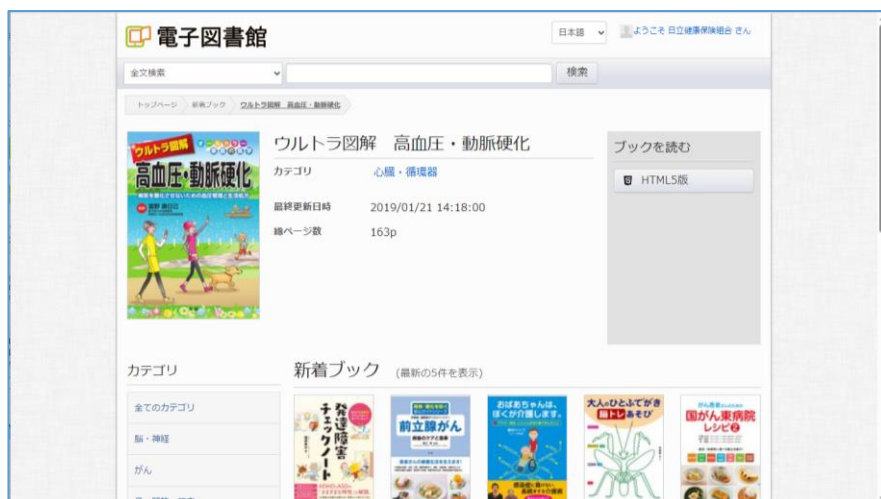 電子図書館
日本語
ようこそ 日立健康保険組合 さん
全文検索
検索
トップページ
新着ブック
ウルトラ図解 高血圧・動脈硬化
ウルトラ図解
高血圧・動脈硬化
ウルトラ図解 高血圧・動脈硬化
カテゴリ 心臓・循環器
最終更新日時 2019/01/21 14:18:00
総ページ数 163p
ブックを読む
HTML5版
カテゴリ
全てのカテゴリ
脳・神経
がん
新着ブック (最新の5件を表示)
発達障害
チェックノート
前立腺がん
おばあちゃんは、
ぼくが介護します。
大人のひとふでがき
脳トレあそび
国がん東病院
レシピ2